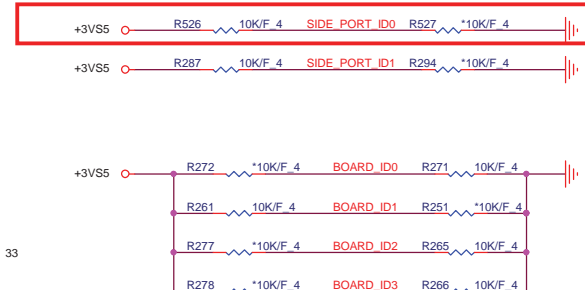 +3VS5 R526 10K/F_4 SIDE_PORT_ID0 R527 *10K/F_4
+3VS5 R287 10K/F_4 SIDE_PORT_ID1 R294 *10K/F_4
+3VS5 R272 *10K/F_4 BOARD_ID0 R271 10K/F_4
R261 10K/F_4 BOARD_ID1 R251 *10K/F_4
33 R277 *10K/F_4 BOARD_ID2 R265 10K/F_4
R278 *10K/F_4 BOARD_ID3 R266 10K/F_4